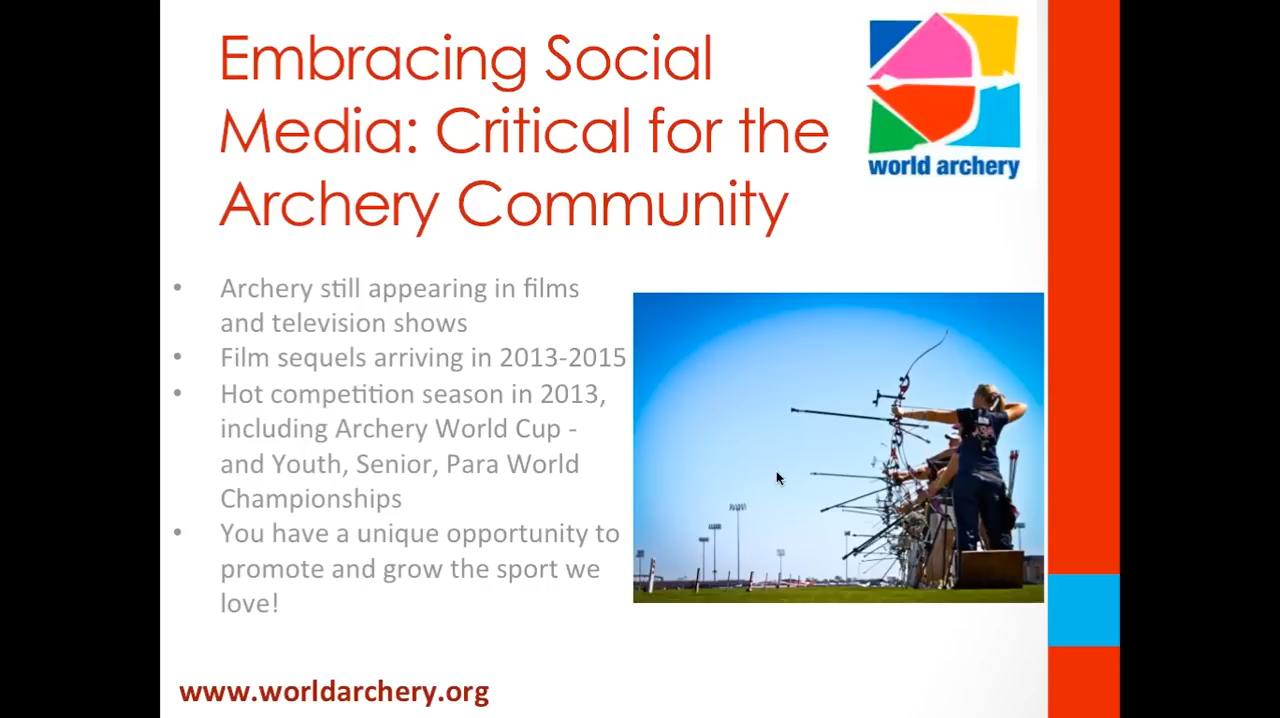 Embracing Social
Media: Critical for the
Archery Community
world archery
• Archery still appearing in films
and television shows
• Film sequels arriving in 2013-2015
• Hot competition season in 2013,
including Archery World Cup -
and Youth, Senior, Para World
Championships
• You have a unique opportunity to
promote and grow the sport we
love!
www.worldarchery.org